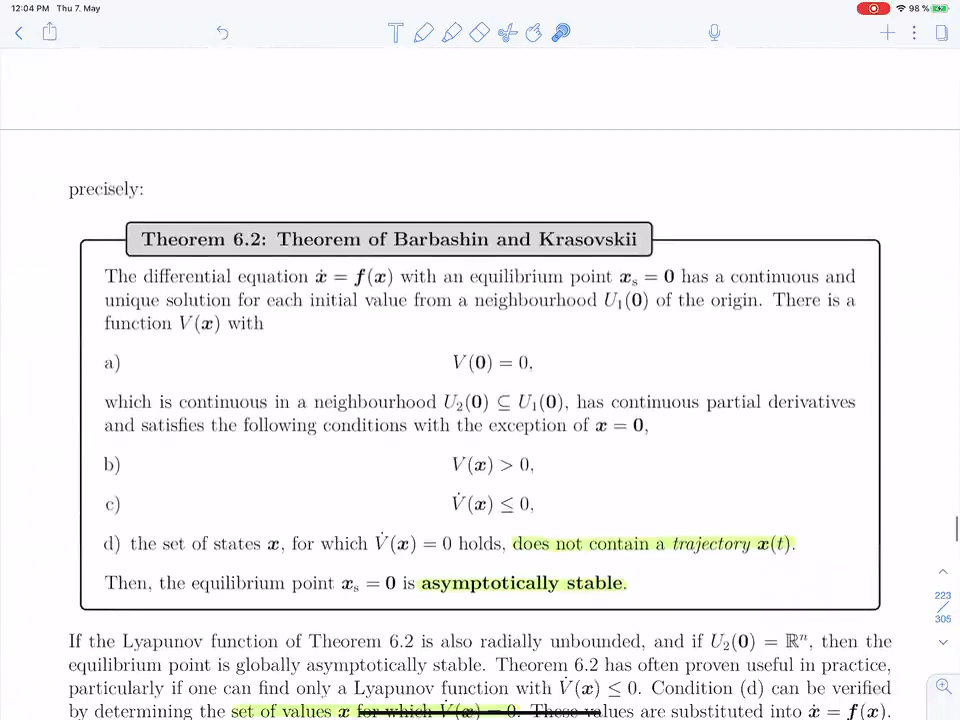 12:04 PM Thu 7. May
98 %
T
precisely:
Theorem 6.2: Theorem of Barbashin and Krasovskii
The differential equation ẋ = f(x) with an equilibrium point xₛ = 0 has a continuous and
unique solution for each initial value from a neighbourhood U₁(0) of the origin. There is a
function V(x) with
a) V(0) = 0,
which is continuous in a neighbourhood U₂(0) ⊆ U₁(0), has continuous partial derivatives
and satisfies the following conditions with the exception of x = 0,
b) V(x) > 0,
c) V̇(x) ≤ 0,
d) the set of states x, for which V̇(x) = 0 holds, does not contain a trajectory x(t).
Then, the equilibrium point xₛ = 0 is asymptotically stable.
223
305
If the Lyapunov function of Theorem 6.2 is also radially unbounded, and if U₂(0) = ℝⁿ, then the
equilibrium point is globally asymptotically stable. Theorem 6.2 has often proven useful in practice,
particularly if one can find only a Lyapunov function with V̇(x) ≤ 0. Condition (d) can be verified
by determining the set of values x for which V̇(x) = 0. These values are substituted into ẋ = f(x).